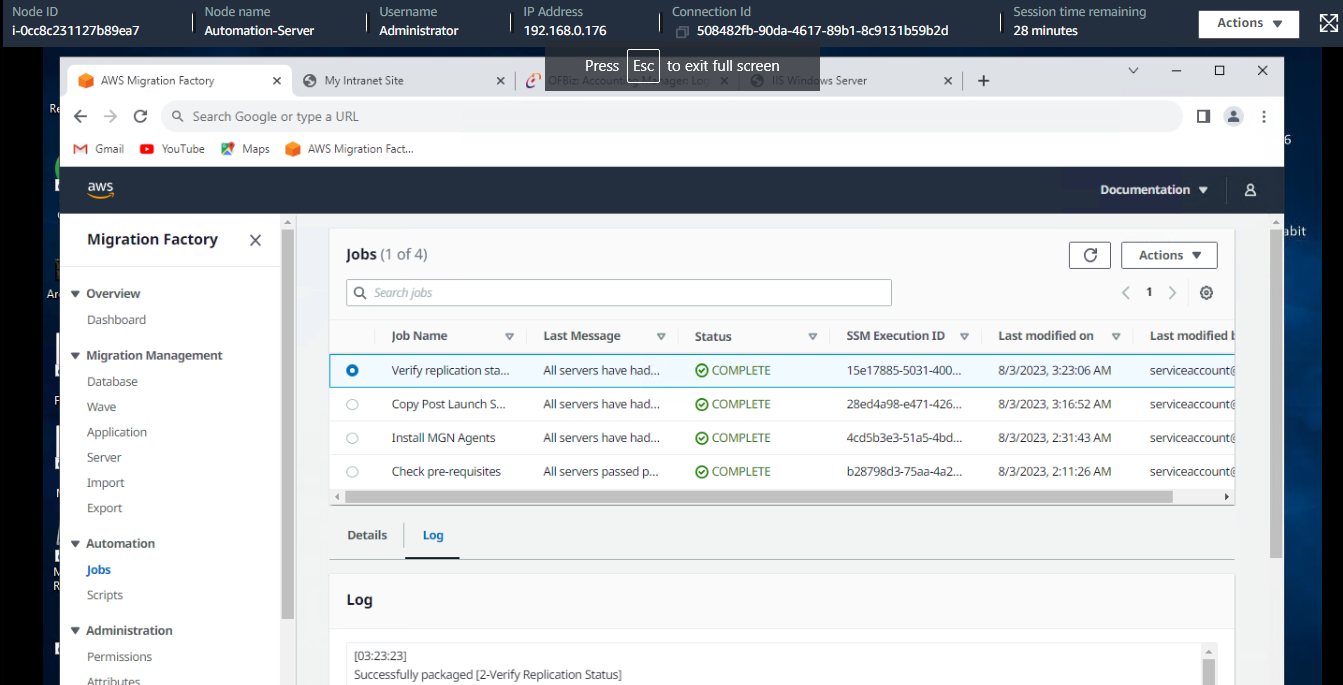 Node ID
i-0cc8c231127b89ea7
Node name
Automation-Server
Username
Administrator
IP Address
192.168.0.176
Connection Id
508482fb-90da-4617-89b1-8c9131b59b2d
Session time remaining
28 minutes
Actions
Press Esc to exit full screen
AWS Migration Factory
My Intranet Site
OFBiz: Accounting Manager: Log
IIS Windows Server
Search Google or type a URL
Gmail
YouTube
Maps
AWS Migration Fact...
aws
Documentation
Migration Factory
Overview
Dashboard
Migration Management
Database
Wave
Application
Server
Import
Export
Automation
Jobs
Scripts
Administration
Permissions
Attributes
Jobs (1 of 4)
Actions
Search jobs
1
Job Name Last Message Status SSM Execution ID Last modified on Last modified
Verify replication sta... All servers have had... COMPLETE 15e17885-5031-400... 8/3/2023, 3:23:06 AM serviceaccount@
Copy Post Launch S... All servers have had... COMPLETE 28ed4a98-e471-426... 8/3/2023, 3:16:52 AM serviceaccount@
Install MGN Agents All servers have had... COMPLETE 4cd5b3e3-51a5-4bd... 8/3/2023, 2:31:43 AM serviceaccount@
Check pre-requisites All servers passed p... COMPLETE b28798d3-75aa-4a2... 8/3/2023, 2:11:26 AM serviceaccount@
Details
Log
Log
[03:23:23]
Successfully packaged [2-Verify Replication Status]